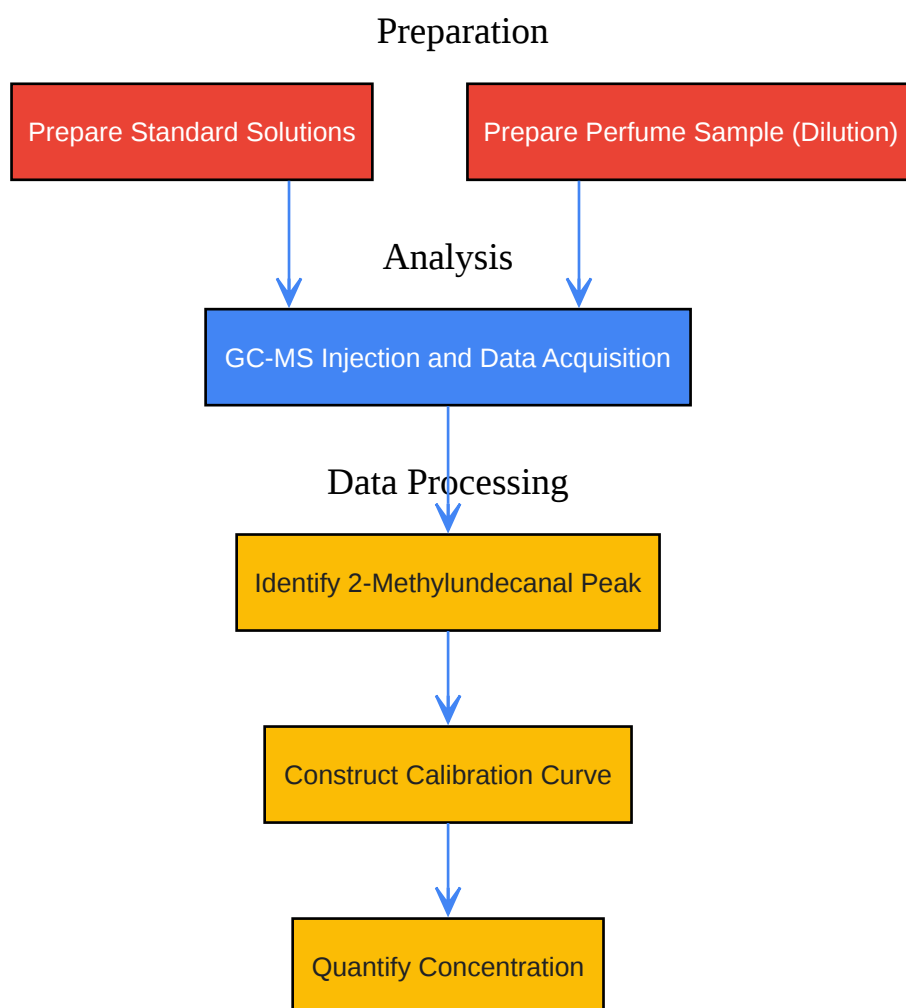 Preparation
Prepare Standard Solutions
Prepare Perfume Sample (Dilution)
Analysis
GC-MS Injection and Data Acquisition
Data Processing
Identify 2-Methylundecanal Peak
Construct Calibration Curve
Quantify Concentration